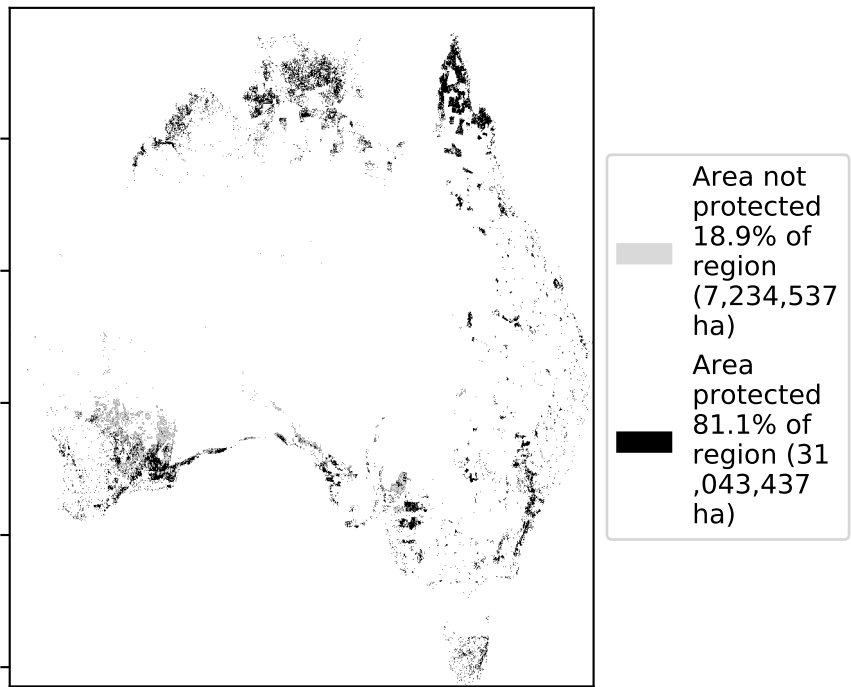 Area not
protected
18.9% of
region
(7,234,537
ha)
Area
protected
81.1% of
region (31
,043,437
ha)